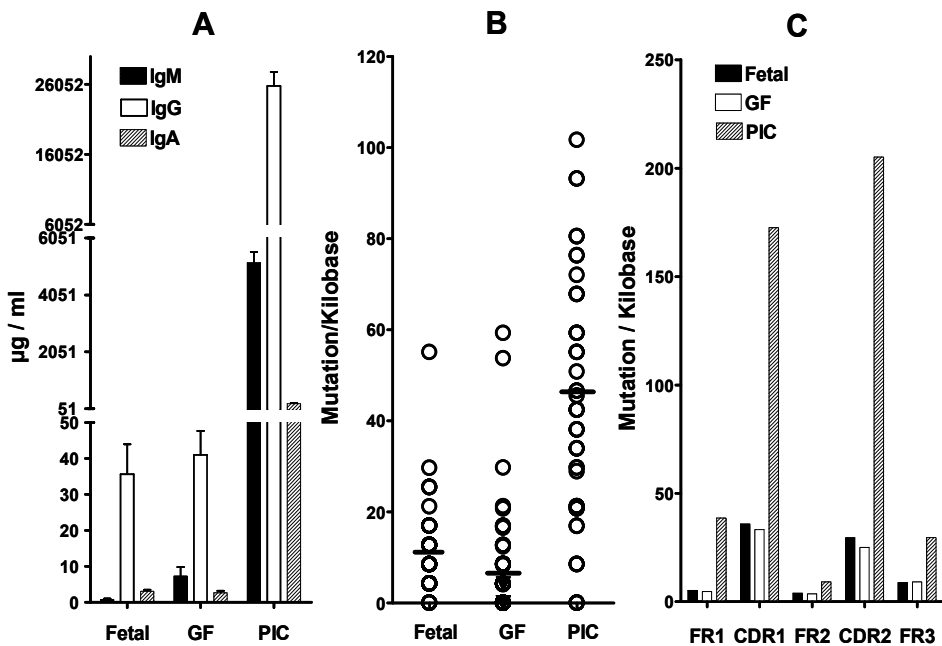 A
IgM
IgG
IgA
26052
16052
6052
6051
4051
2051
51
50
40
30
20
10
0
µg / ml
Fetal GF PIC
B
120
100
80
60
40
20
0
Mutation/Kilobase
Fetal GF PIC
C
Fetal
GF
PIC
250
200
150
100
50
0
Mutation / Kilobase
FR1 CDR1 FR2 CDR2 FR3